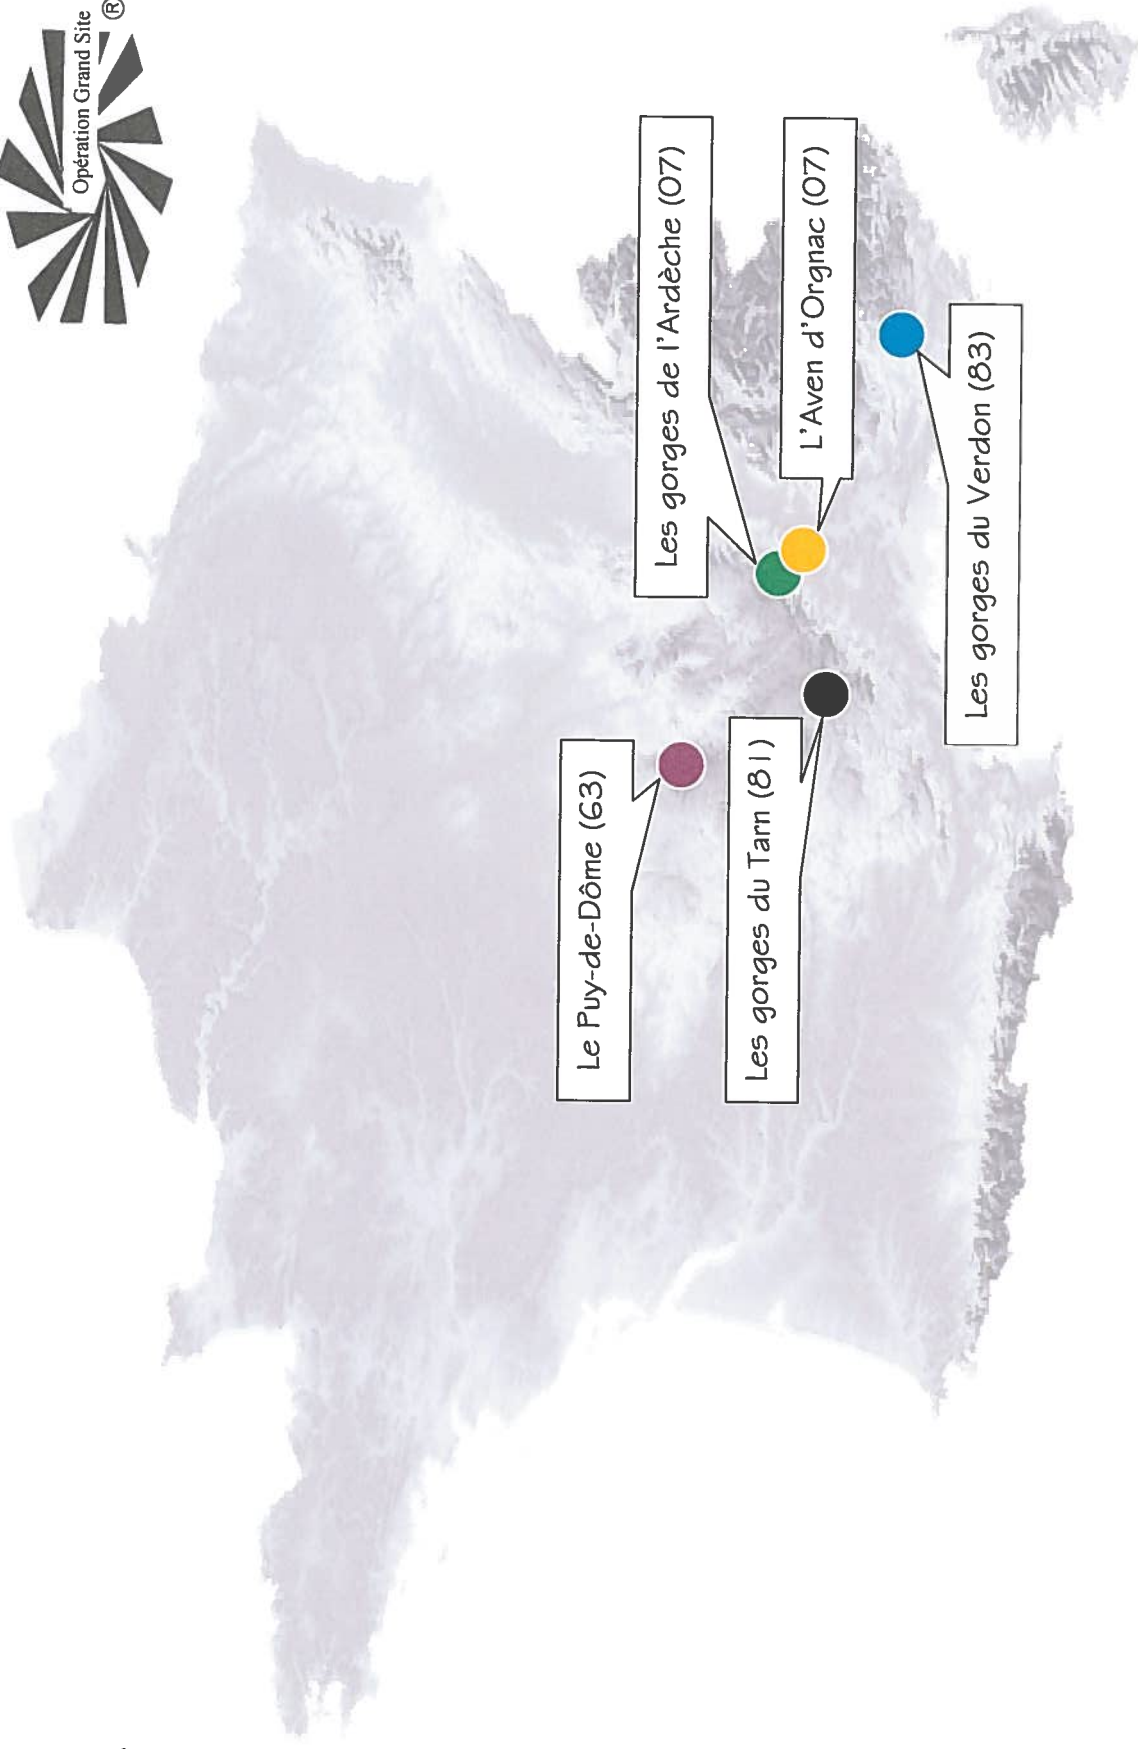 Opération Grand Site
®
Les gorges de l'Ardèche (07)
L'Aven d'Orgnac (07)
Les gorges du Verdon (83)
Le Puy-de-Dôme (63)
Les gorges du Tarn (81)